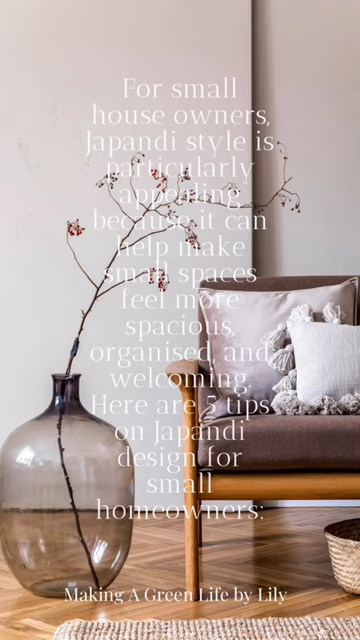 For small
house owners,
Japandi style is
particularly
appealing
because it can
help make
small spaces
feel more
spacious,
organised, and
welcoming.
Here are 5 tips
on Japandi
design for
small
homeowners:
Making A Green Life by Lily